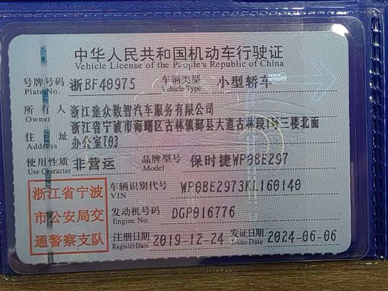 中华人民共和国机动车行驶证
Vehicle License of the People's Republic of China
号牌号码 浙BF40975 车辆类型 小型轿车
Plate No. Vehicle Type
所有人 浙江途众数智汽车服务有限公司
Owner
住址 浙江省宁波市海曙区古林镇鄞县大道古林段1号三楼北面
Address 办公室T03
使用性质 非营运 品牌型号 保时捷WP0BE297
Use Character Model
浙江省宁波市公安局交通警察支队
车辆识别代号 WP0BE2973KL160140
VIN
发动机号码 DGP016776
Engine No.
注册日期 2019-12-24 发证日期 2024-06-06
Register Date Issue Date